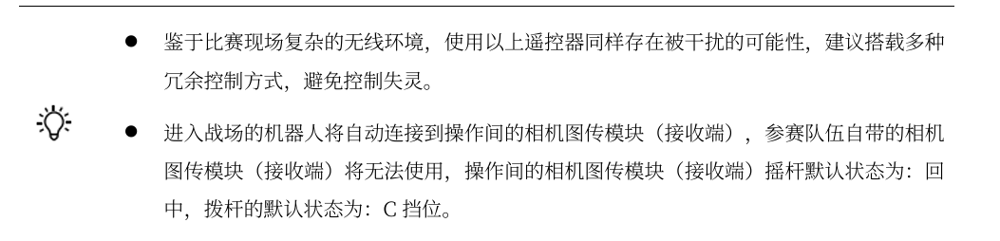 ● 鉴于比赛现场复杂的无线环境，使用以上遥控器同样存在被干扰的可能性，建议搭载多种
冗余控制方式，避免控制失灵。
● 进入战场的机器人将自动连接到操作间的相机图传模块（接收端），参赛队伍自带的相机
图传模块（接收端）将无法使用，操作间的相机图传模块（接收端）摇杆默认状态为：回
中，拨杆的默认状态为：C 挡位。